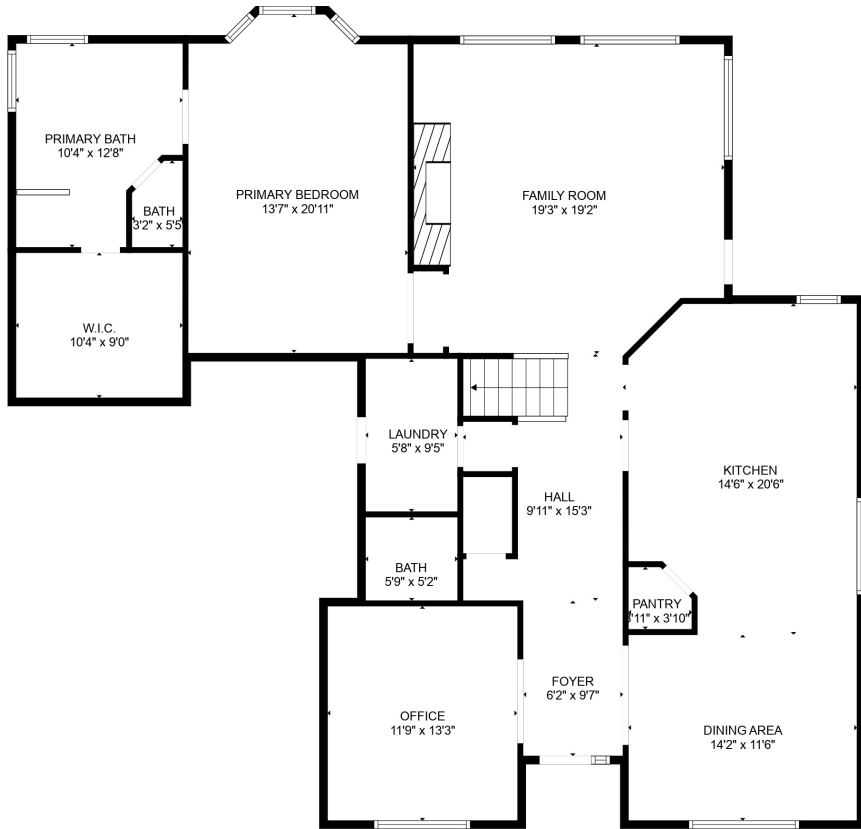 PRIMARY BATH
10'4" x 12'8"
BATH
3'2" x 5'5"
PRIMARY BEDROOM
13'7" x 20'11"
FAMILY ROOM
19'3" x 19'2"
W.I.C.
10'4" x 9'0"
LAUNDRY
5'8" x 9'5"
KITCHEN
14'6" x 20'6"
HALL
9'11" x 15'3"
BATH
5'9" x 5'2"
PANTRY
x 3'10"
FOYER
6'2" x 9'7"
OFFICE
11'9" x 13'3"
DINING AREA
14'2" x 11'6"